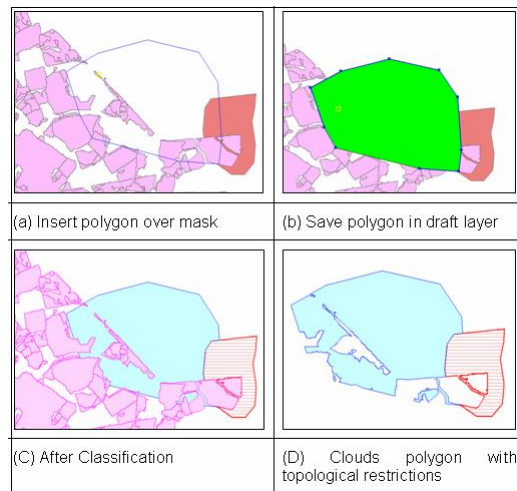 (a) Insert polygon over mask
(b) Save polygon in draft layer
(C) After Classification
(D) Clouds polygon with
topological restrictions